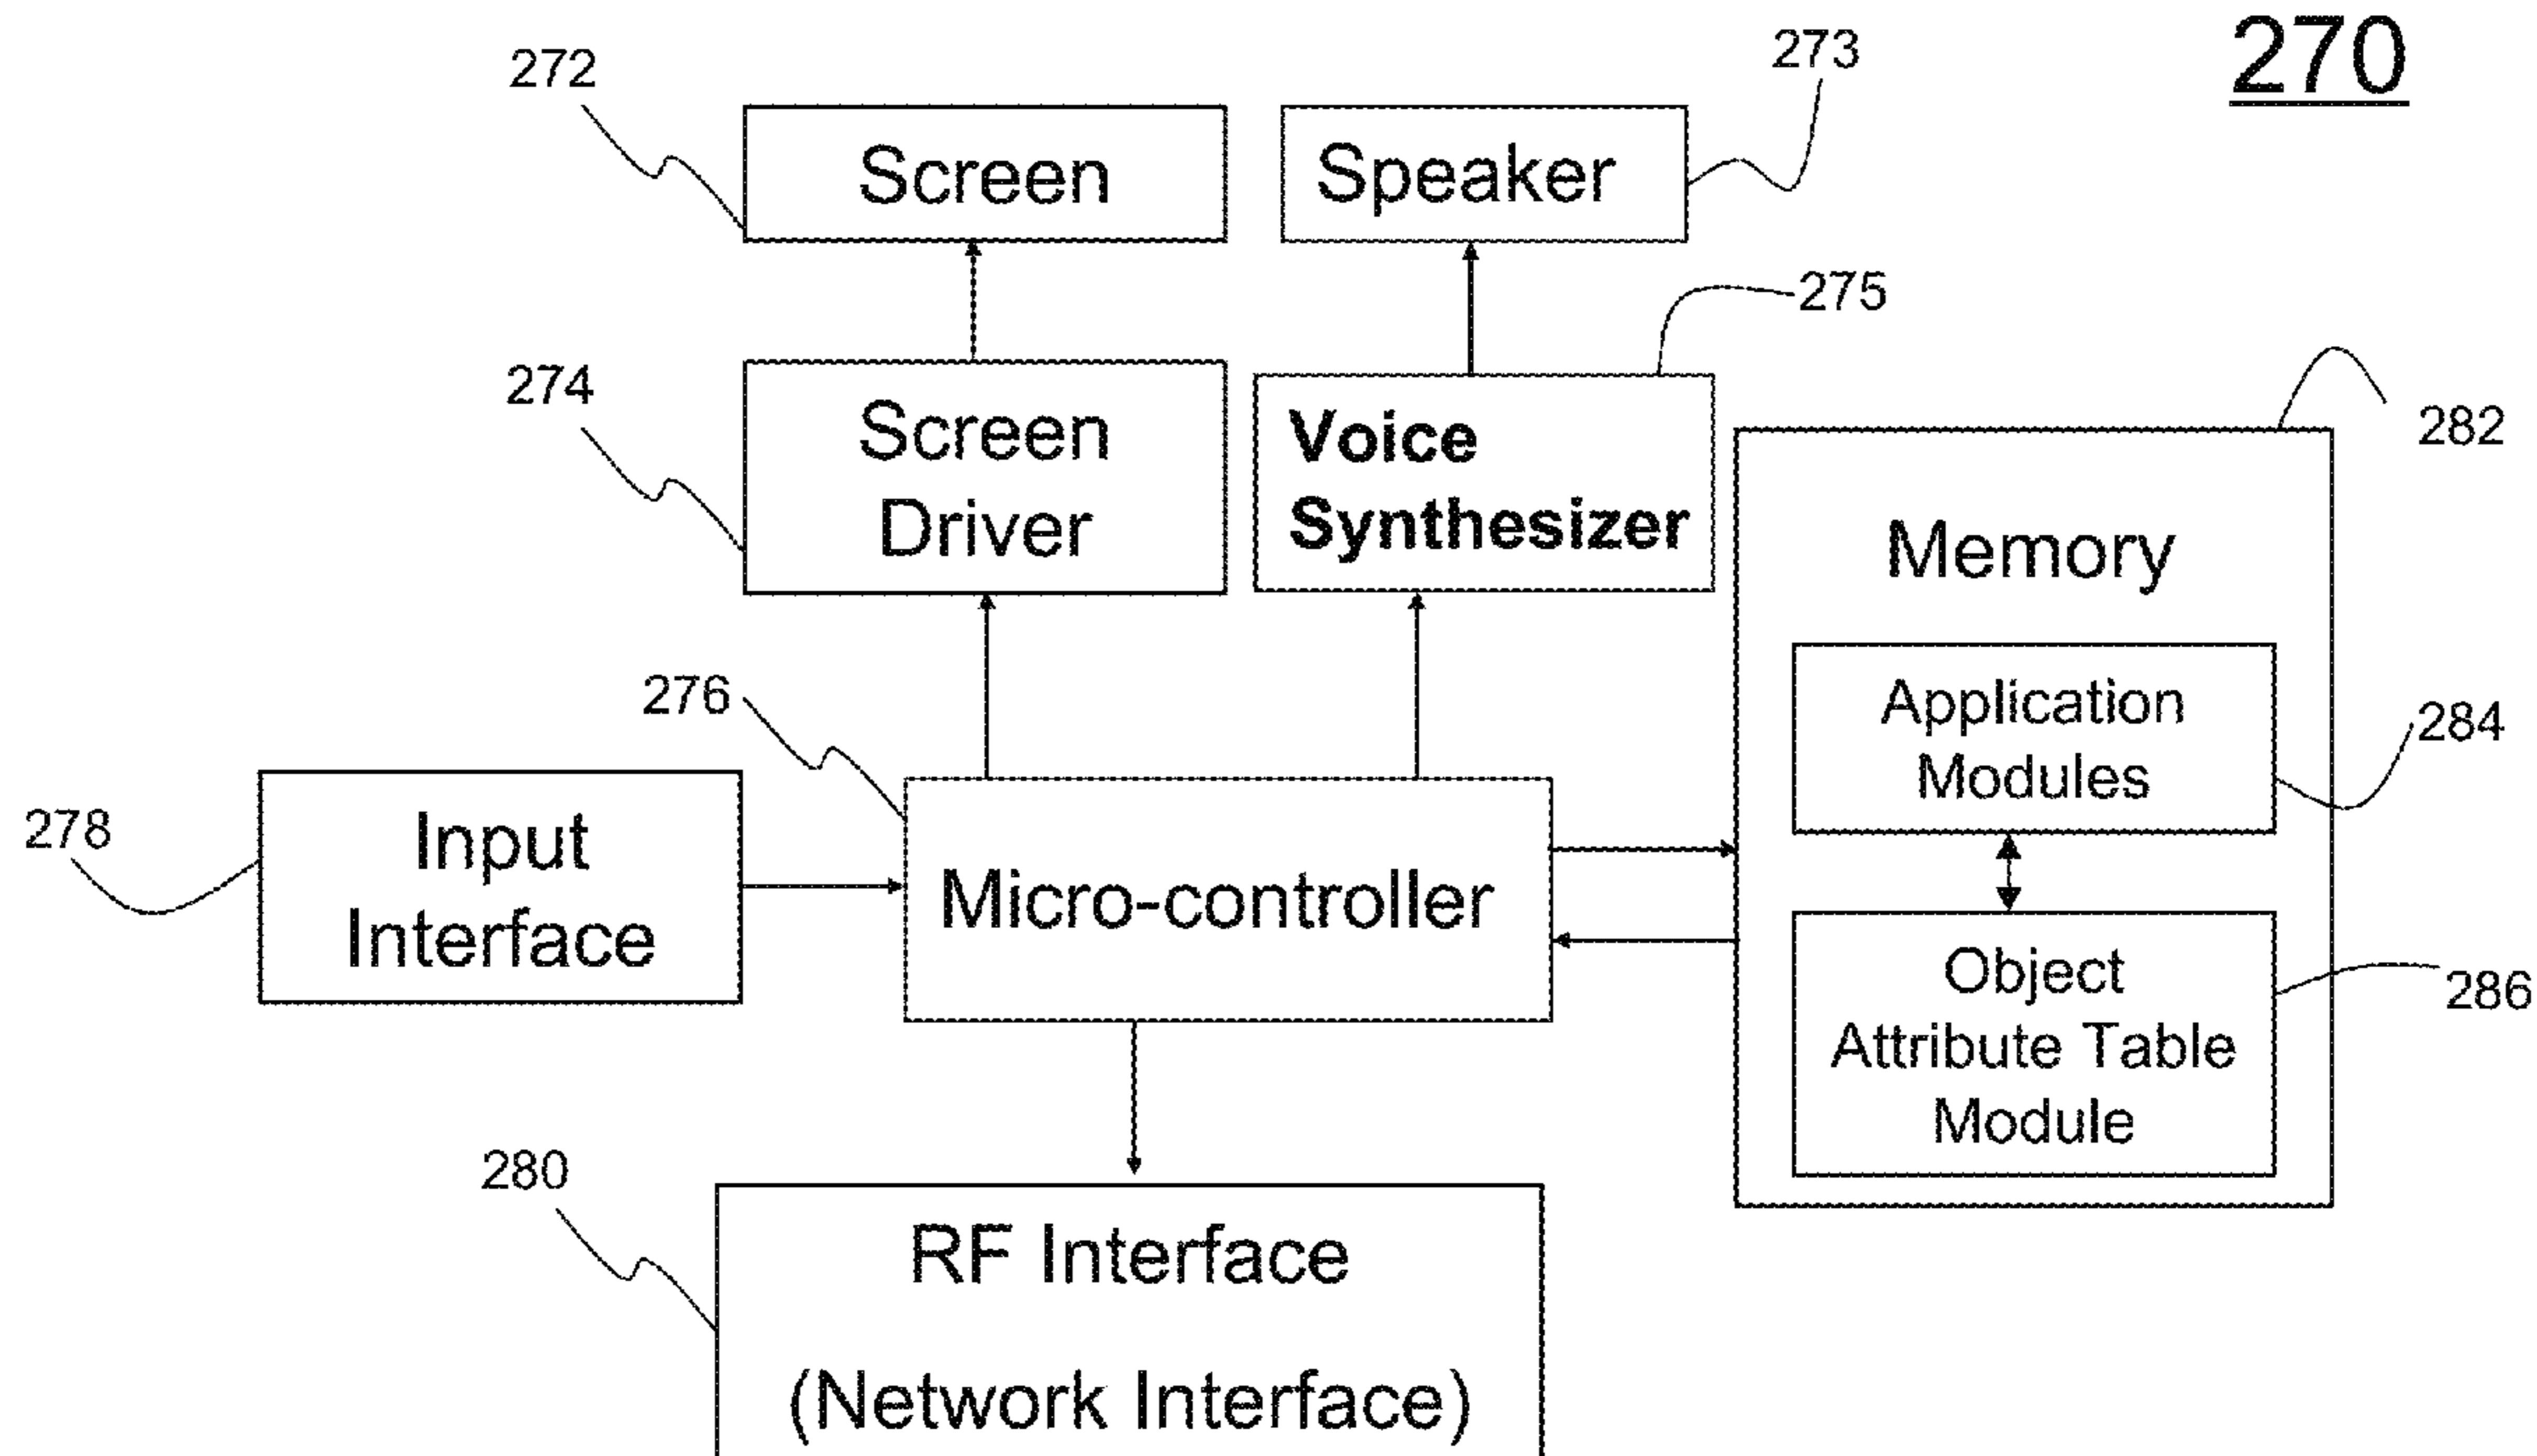 270
272
273
Screen
Speaker
275
274
Screen
Driver
Voice
Synthesizer
282
Memory
276
Application
Modules
284
278
Input
Interface
Micro-controller
Object
Attribute Table
Module
286
280
RF Interface
(Network Interface)